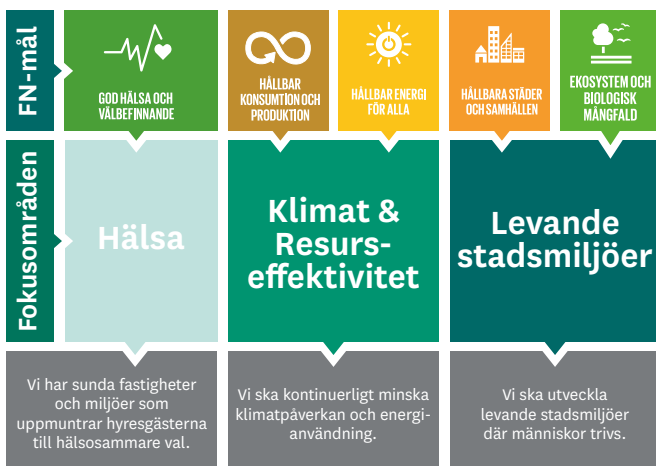 FN-mål
GOD HÄLSA OCH
VÄLBEFINNANDE
HÅLLBAR
KONSUMTION OCH
PRODUKTION
HÅLLBAR ENERGI
FÖR ALLA
HÅLLBARA STÄDER
OCH SAMHÄLLEN
EKOSYSTEM OCH
BIOLOGISK
MÅNGFALD
Fokusområden
Hälsa
Klimat &
Resurs-
effektivitet
Levande
stadsmiljöer
Vi har sunda fastigheter
och miljöer som
uppmuntrar hyresgästerna
till hälsosammare val.
Vi ska kontinuerligt minska
klimatpåverkan och energi-
användning.
Vi ska utveckla
levande stadsmiljöer
där människor trivs.